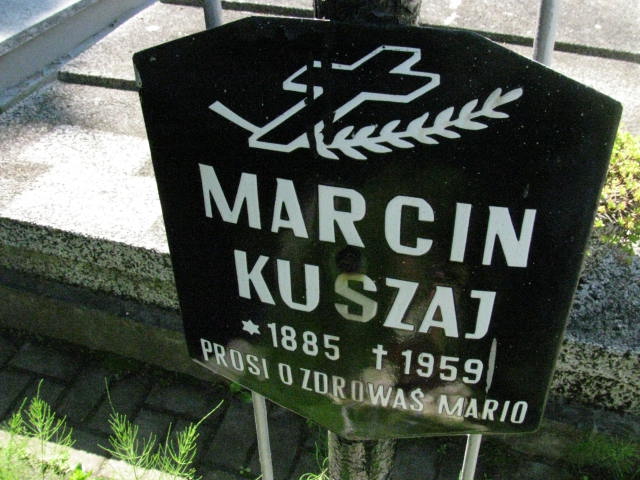 MARCIN
KUSZAJ
* 1885 † 1959
PROSI O ZDROWAŚ MARIO